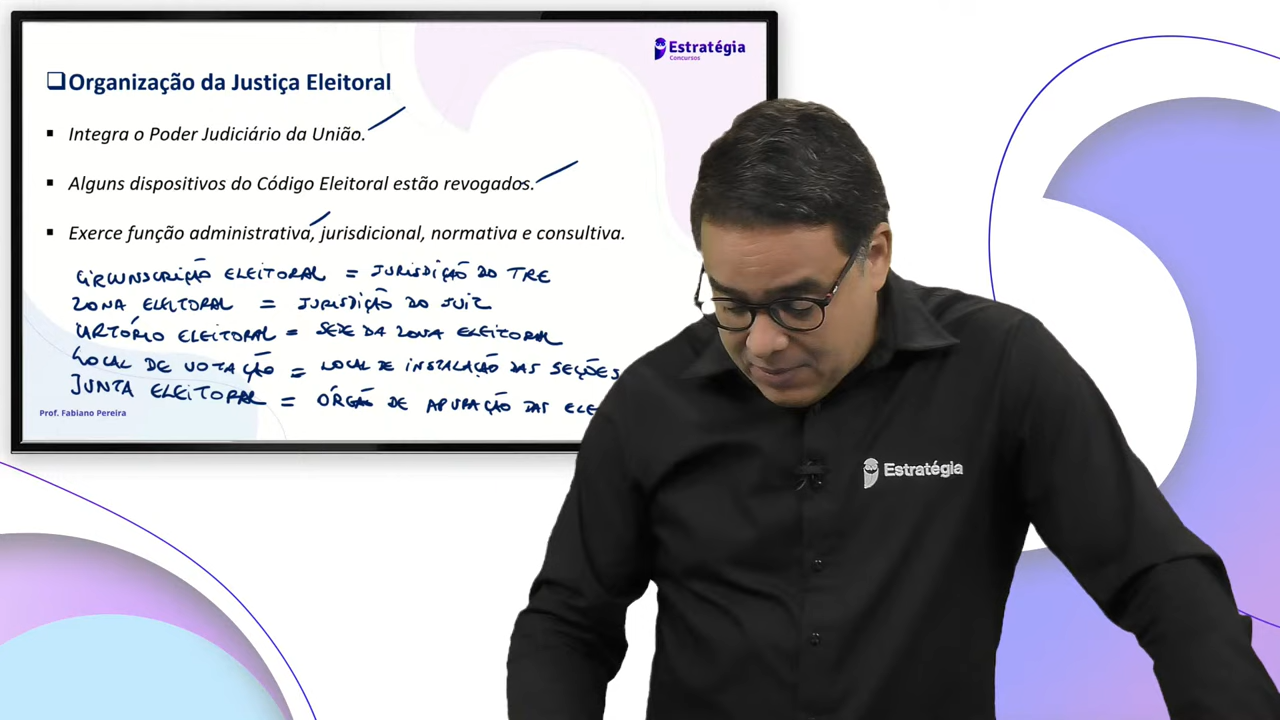 Estratégia
Concursos
Organização da Justiça Eleitoral
Integra o Poder Judiciário da União.
Alguns dispositivos do Código Eleitoral estão revogados.
Exerce função administrativa, jurisdicional, normativa e consultiva.
CIRCUNSCRIÇÃO ELEITORAL = JURISDIÇÃO DO TRE
ZONA ELEITORAL = JURISDIÇÃO DO JUIZ
CARTÓRIO ELEITORAL = SEDE DA ZONA ELEITORAL
LOCAL DE VOTAÇÃO = LOCAL DE INSTALAÇÃO DAS SEÇÕES
JUNTA ELEITORAL = ÓRGÃO DE APURAÇÃO DAS ELE
Prof. Fabiano Pereira
Estratégia